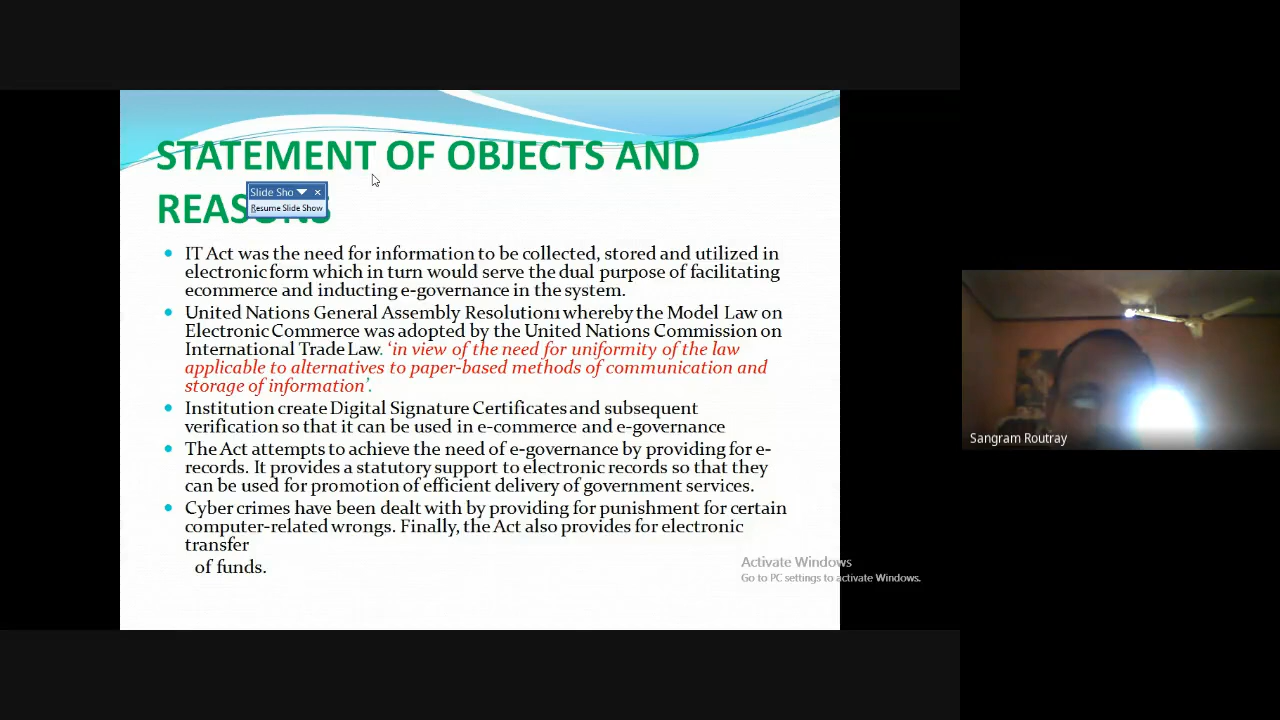 STATEMENT OF OBJECTS AND
REASONS
Slide Sho
Resume Slide Show
IT Act was the need for information to be collected, stored and utilized in
electronic form which in turn would serve the dual purpose of facilitating
ecommerce and inducting e-governance in the system.
United Nations General Assembly Resolution1 whereby the Model Law on
Electronic Commerce was adopted by the United Nations Commission on
International Trade Law. ‘in view of the need for uniformity of the law
applicable to alternatives to paper-based methods of communication and
storage of information’.
Institution create Digital Signature Certificates and subsequent
verification so that it can be used in e-commerce and e-governance
The Act attempts to achieve the need of e-governance by providing for e-
records. It provides a statutory support to electronic records so that they
can be used for promotion of efficient delivery of government services.
Cyber crimes have been dealt with by providing for punishment for certain
computer-related wrongs. Finally, the Act also provides for electronic
transfer
of funds.
Activate Windows
Go to PC settings to activate Windows.
Sangram Routray